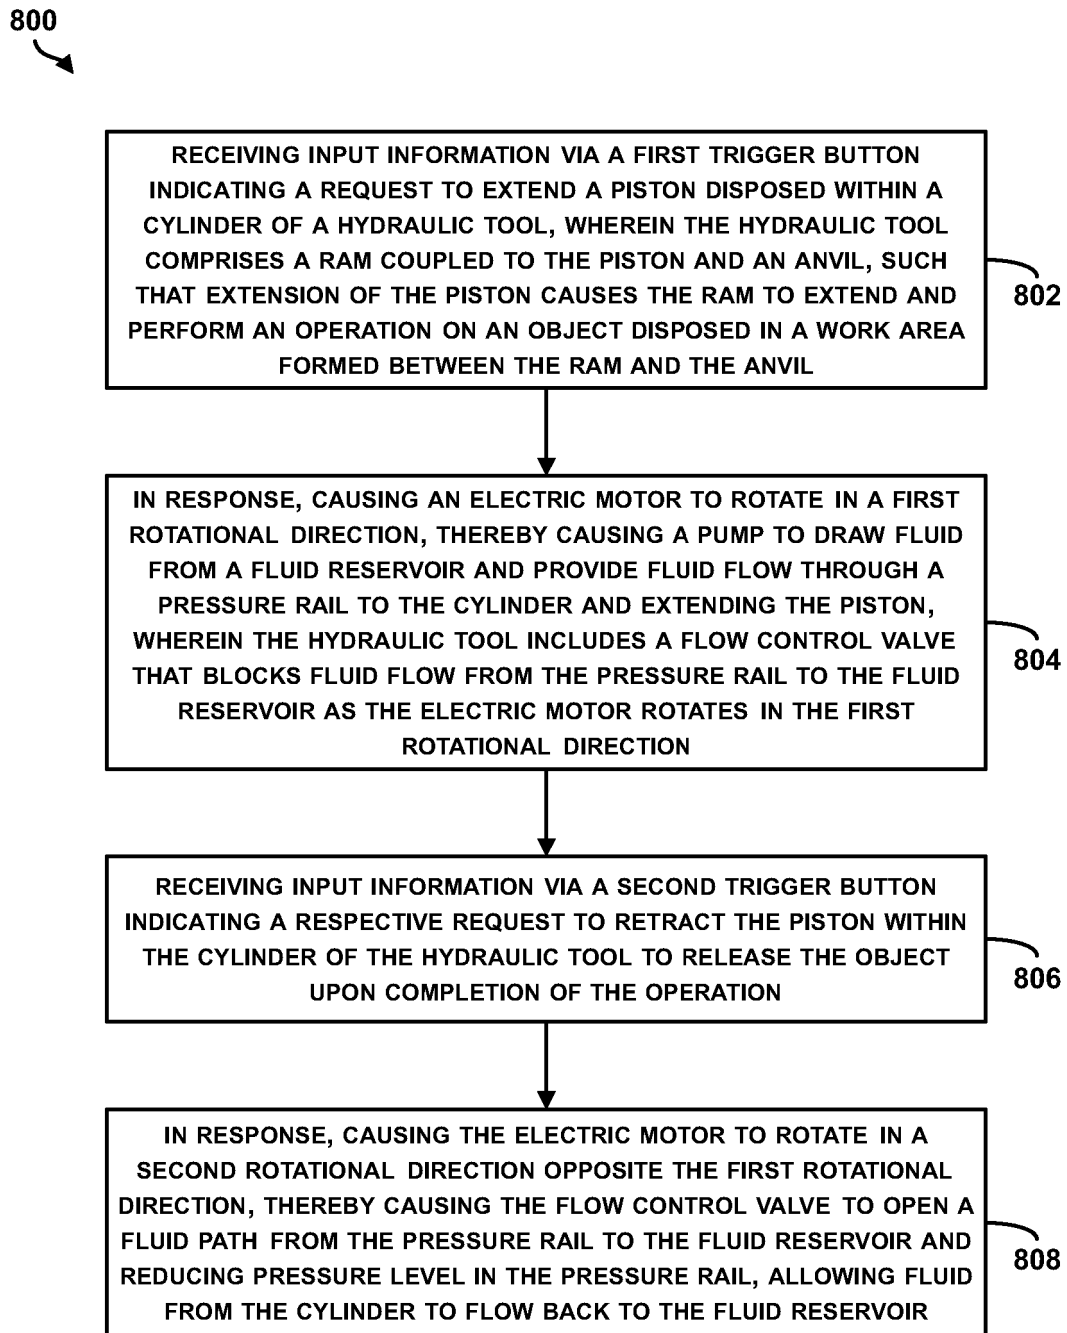 800
RECEIVING INPUT INFORMATION VIA A FIRST TRIGGER BUTTON
INDICATING A REQUEST TO EXTEND A PISTON DISPOSED WITHIN A
CYLINDER OF A HYDRAULIC TOOL, WHEREIN THE HYDRAULIC TOOL
COMPRISES A RAM COUPLED TO THE PISTON AND AN ANVIL, SUCH
THAT EXTENSION OF THE PISTON CAUSES THE RAM TO EXTEND AND
PERFORM AN OPERATION ON AN OBJECT DISPOSED IN A WORK AREA
FORMED BETWEEN THE RAM AND THE ANVIL
802
IN RESPONSE, CAUSING AN ELECTRIC MOTOR TO ROTATE IN A FIRST
ROTATIONAL DIRECTION, THEREBY CAUSING A PUMP TO DRAW FLUID
FROM A FLUID RESERVOIR AND PROVIDE FLUID FLOW THROUGH A
PRESSURE RAIL TO THE CYLINDER AND EXTENDING THE PISTON,
WHEREIN THE HYDRAULIC TOOL INCLUDES A FLOW CONTROL VALVE
THAT BLOCKS FLUID FLOW FROM THE PRESSURE RAIL TO THE FLUID
RESERVOIR AS THE ELECTRIC MOTOR ROTATES IN THE FIRST
ROTATIONAL DIRECTION
804
RECEIVING INPUT INFORMATION VIA A SECOND TRIGGER BUTTON
INDICATING A RESPECTIVE REQUEST TO RETRACT THE PISTON WITHIN
THE CYLINDER OF THE HYDRAULIC TOOL TO RELEASE THE OBJECT
UPON COMPLETION OF THE OPERATION
806
IN RESPONSE, CAUSING THE ELECTRIC MOTOR TO ROTATE IN A
SECOND ROTATIONAL DIRECTION OPPOSITE THE FIRST ROTATIONAL
DIRECTION, THEREBY CAUSING THE FLOW CONTROL VALVE TO OPEN A
FLUID PATH FROM THE PRESSURE RAIL TO THE FLUID RESERVOIR AND
REDUCING PRESSURE LEVEL IN THE PRESSURE RAIL, ALLOWING FLUID
FROM THE CYLINDER TO FLOW BACK TO THE FLUID RESERVOIR
808